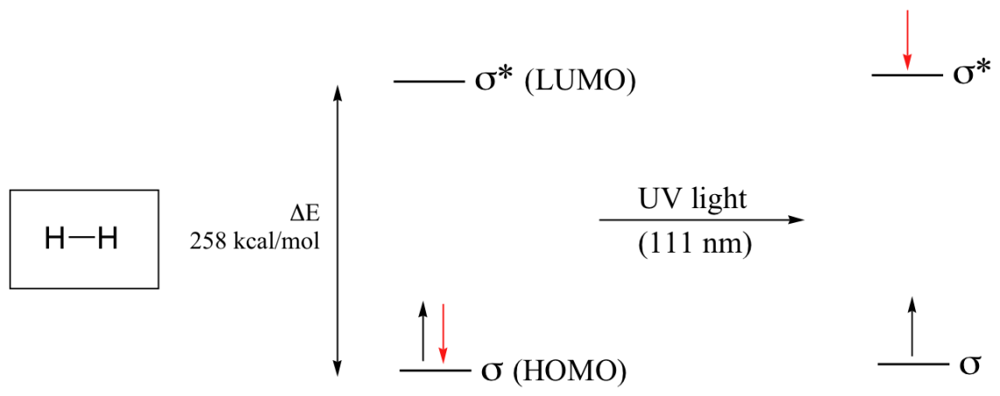 H—H
ΔE
258 kcal/mol
σ* (LUMO)
σ (HOMO)
UV light
(111 nm)
σ*
σ